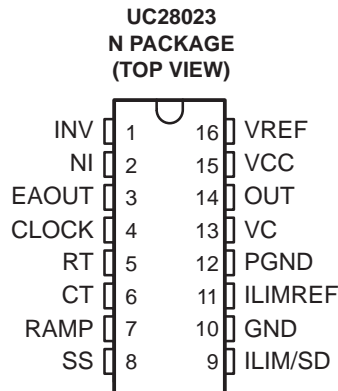 UC28023
N PACKAGE
(TOP VIEW)
INV 1 16 VREF
NI 2 15 VCC
EAOUT 3 14 OUT
CLOCK 4 13 VC
RT 5 12 PGND
CT 6 11 ILIMREF
RAMP 7 10 GND
SS 8 9 ILIM/SD